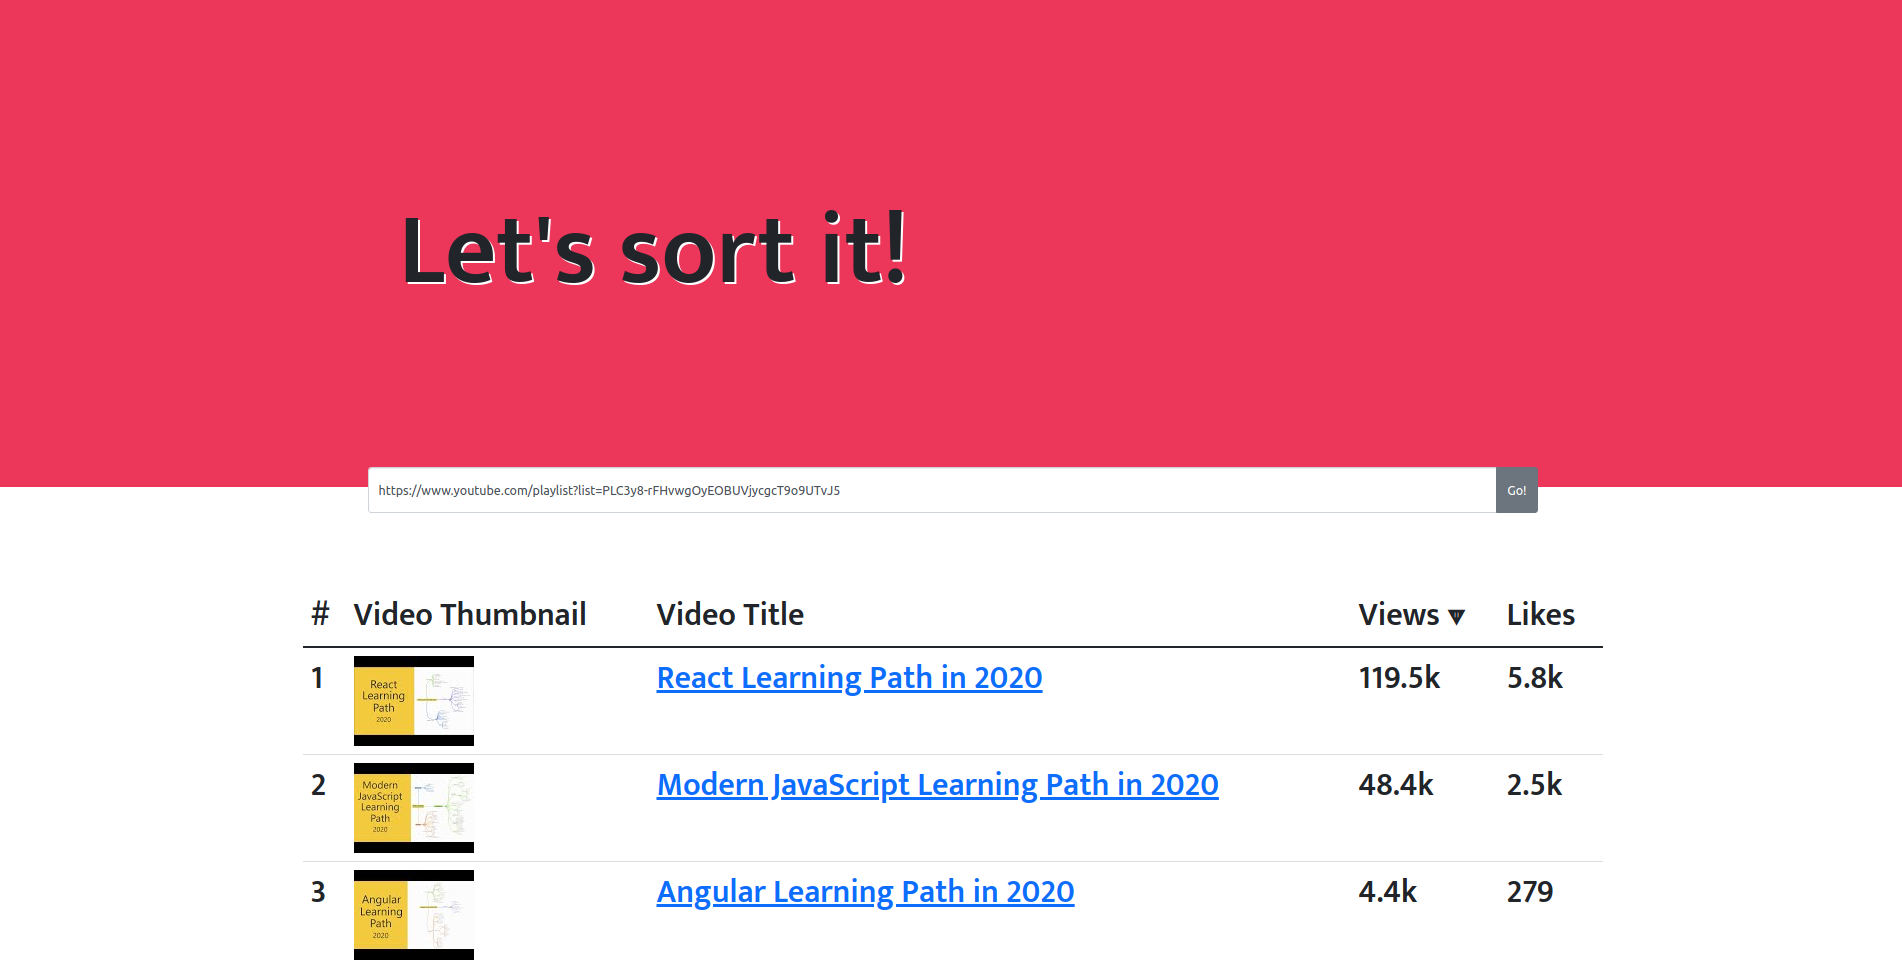 Let's sort it!
https://www.youtube.com/playlist?list=PLC3y8-rFHvwgOyEOBUVjycgcT9o9UTvJ5 Go!
# Video Thumbnail Video Title Views ▼ Likes
1 React Learning Path in 2020 119.5k 5.8k
React
Learning
Path
2020
2 Modern JavaScript Learning Path in 2020 48.4k 2.5k
Modern
JavaScript
Learning
Path
2020
3 Angular Learning Path in 2020 4.4k 279
Angular
Learning
Path
2020